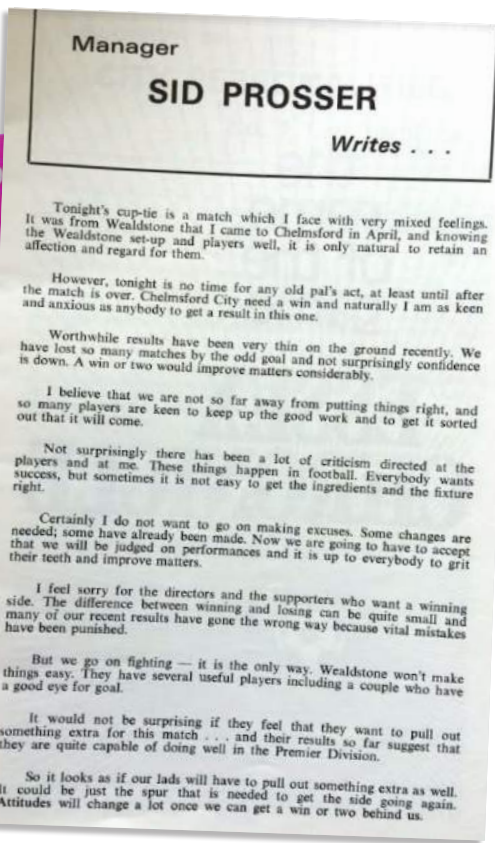 Manager
SID PROSSER
Writes . . .
Tonight's cup-tie is a match which I face with very mixed feelings.
It was from Wealdstone that I came to Chelmsford in April, and knowing
the Wealdstone set-up and players well, it is only natural to retain an
affection and regard for them.
However, tonight is no time for any old pal's act, at least until after
the match is over. Chelmsford City need a win and naturally I am as keen
and anxious as anybody to get a result in this one.
Worthwhile results have been very thin on the ground recently. We
have lost so many matches by the odd goal and not surprisingly confidence
is down. A win or two would improve matters considerably.
I believe that we are not so far away from putting things right, and
so many players are keen to keep up the good work and to get it sorted
out that it will come.
Not surprisingly there has been a lot of criticism directed at the
players and at me. These things happen in football. Everybody wants
success, but sometimes it is not easy to get the ingredients and the fixture
right.
Certainly I do not want to go on making excuses. Some changes are
needed; some have already been made. Now we are going to have to accept
that we will be judged on performances and it is up to everybody to grit
their teeth and improve matters.
I feel sorry for the directors and the supporters who want a winning
side. The difference between winning and losing can be quite small and
many of our recent results have gone the wrong way because vital mistakes
have been punished.
But we go on fighting — it is the only way. Wealdstone won't make
things easy. They have several useful players including a couple who have
a good eye for goal.
It would not be surprising if they feel that they want to pull out
something extra for this match . . . and their results so far suggest that
they are quite capable of doing well in the Premier Division.
So it looks as if our lads will have to pull out something extra as well.
It could be just the spur that is needed to get the side going again.
Attitudes will change a lot once we can get a win or two behind us.